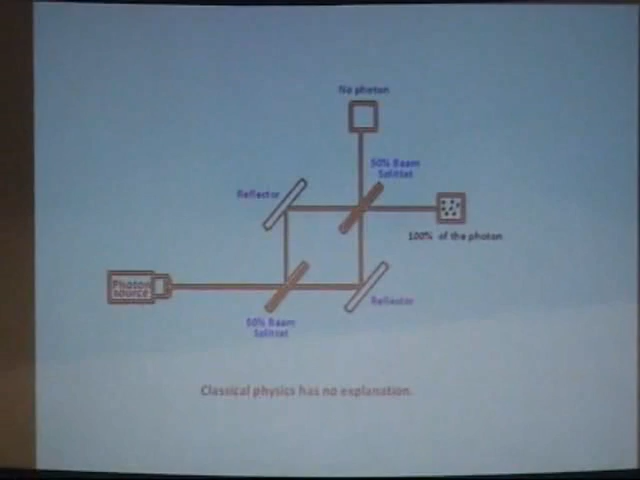 No photon
50% Beam
Splitter
Reflector
100% of the photon
Photon
source
Reflector
50% Beam
Splitter
Classical physics has no explanation.